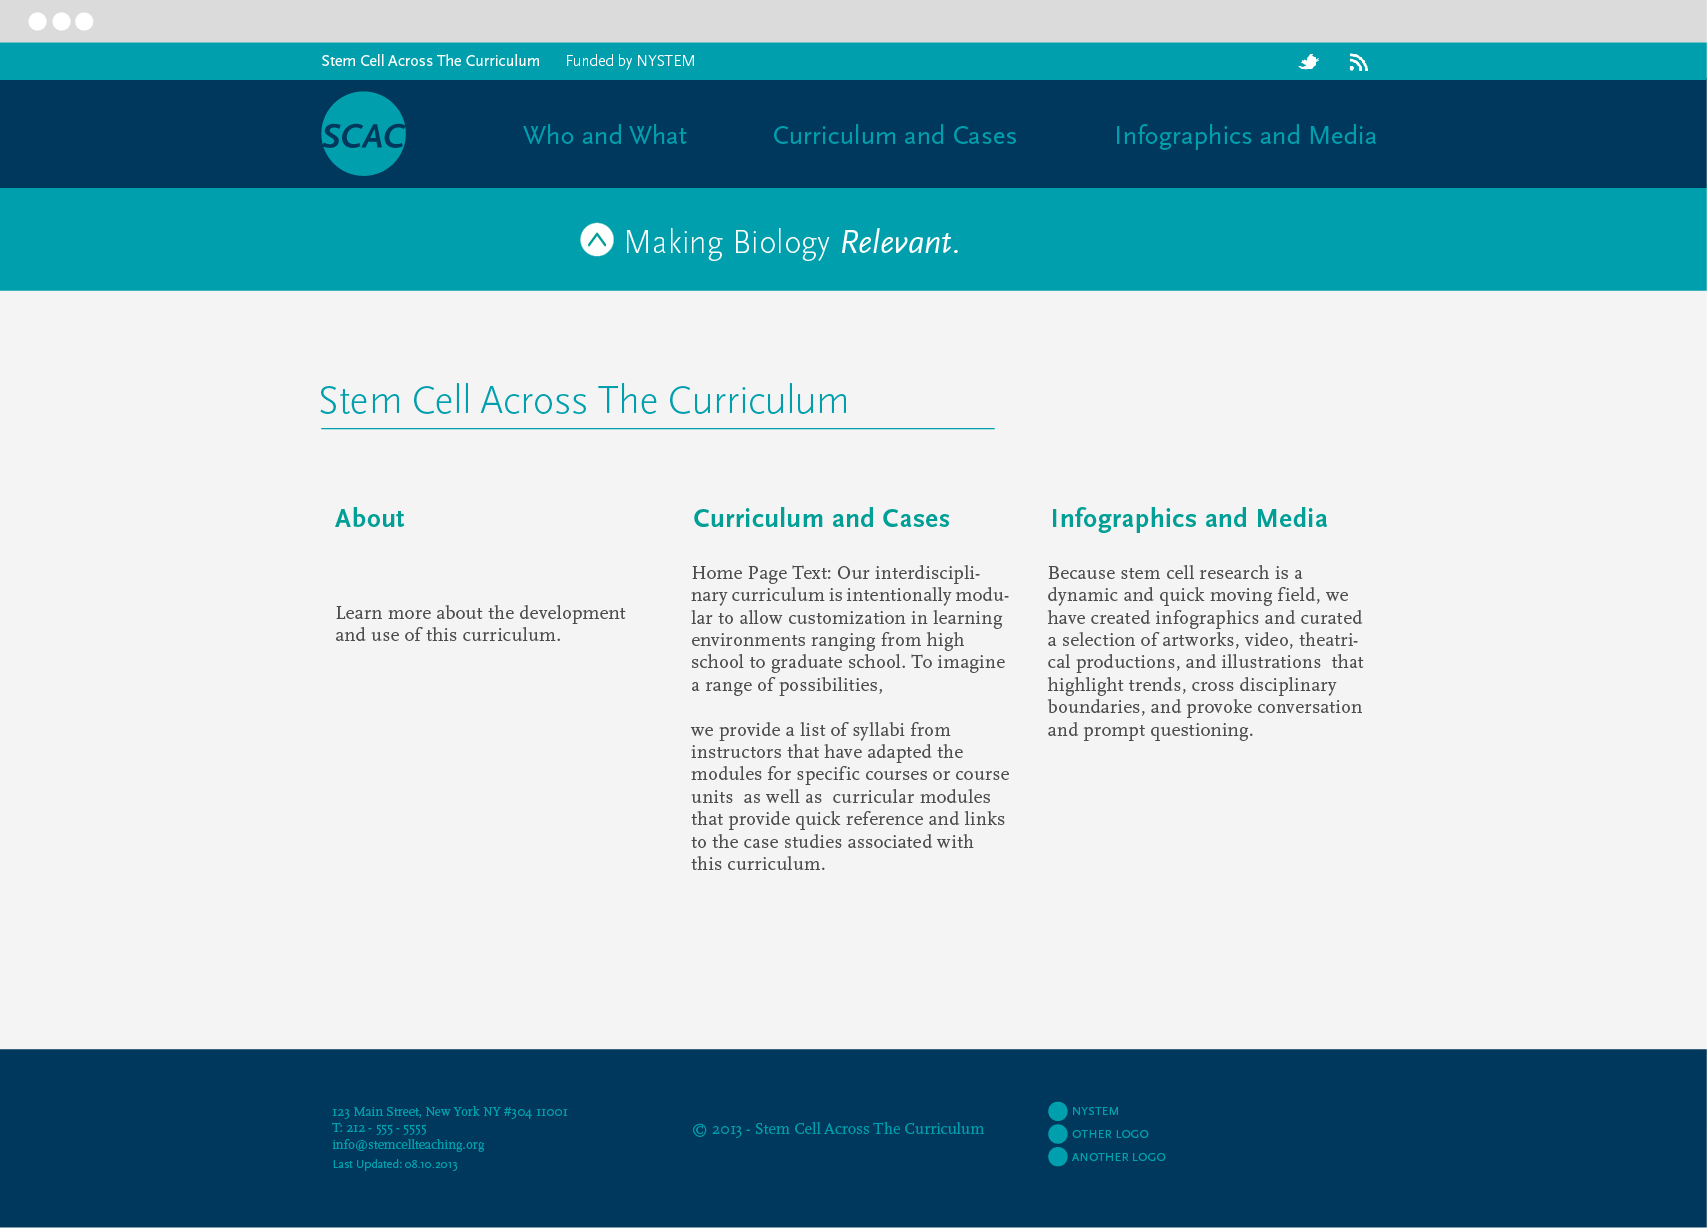 Stem Cell Across The Curriculum Funded by NYSTEM
SCAC
Who and What Curriculum and Cases Infographics and Media
Making Biology Relevant.
Stem Cell Across The Curriculum
About
Learn more about the development
and use of this curriculum.
Curriculum and Cases
Home Page Text: Our interdiscipli-
nary curriculum is intentionally modu-
lar to allow customization in learning
environments ranging from high
school to graduate school. To imagine
a range of possibilities,
we provide a list of syllabi from
instructors that have adapted the
modules for specific courses or course
units  as well as  curricular modules
that provide quick reference and links
to the case studies associated with
this curriculum.
Infographics and Media
Because stem cell research is a
dynamic and quick moving field, we
have created infographics and curated
a selection of artworks, video, theatri-
cal productions, and illustrations  that
highlight trends, cross disciplinary
boundaries, and provoke conversation
and prompt questioning.
123 Main Street, New York NY #304 11001
T: 212 - 555 - 5555
info@stemcellteaching.org
Last Updated: 08.10.2013
© 2013 - Stem Cell Across The Curriculum
NYSTEM
OTHER LOGO
ANOTHER LOGO